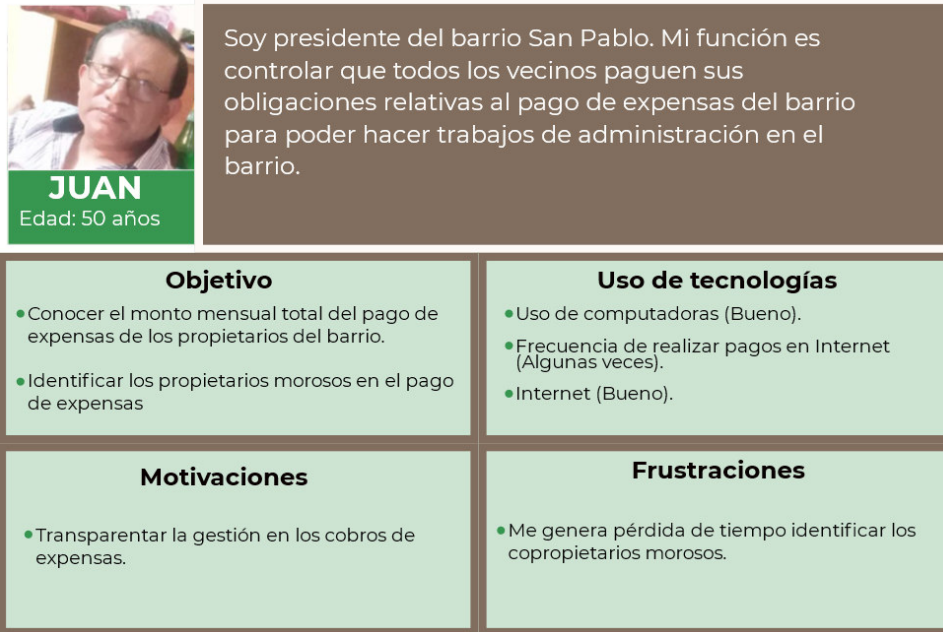 Soy presidente del barrio San Pablo. Mi función es
controlar que todos los vecinos paguen sus
obligaciones relativas al pago de expensas del barrio
para poder hacer trabajos de administración en el
barrio.
JUAN
Edad: 50 años
Objetivo
Conocer el monto mensual total del pago de
expensas de los propietarios del barrio.
Identificar los propietarios morosos en el pago
de expensas
Uso de tecnologías
Uso de computadoras (Bueno).
Frecuencia de realizar pagos en Internet
(Algunas veces).
Internet (Bueno).
Motivaciones
Transparentar la gestión en los cobros de
expensas.
Frustraciones
Me genera pérdida de tiempo identificar los
copropietarios morosos.